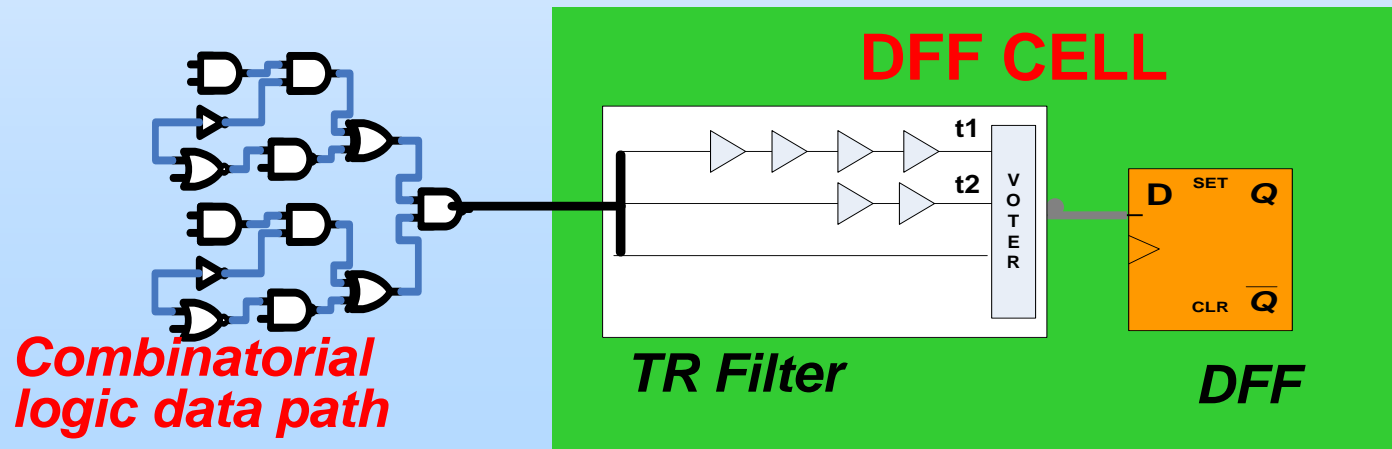 DFF CELL
t1
t2
V
O
T
E
R
D
SET
Q
CLR
Q
Combinatorial
logic data path
TR Filter
DFF